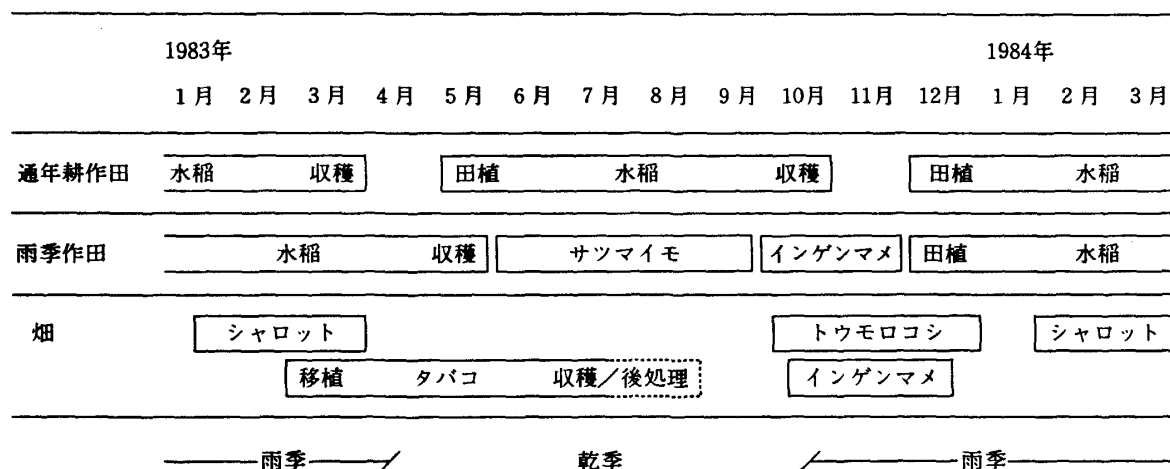 1983年 1984年
1月 2月 3月 4月 5月 6月 7月 8月 9月 10月 11月 12月 1月 2月 3月
通年耕作田 水稲 収穫 田植 水稲 収穫 田植 水稲
雨季作田 水稲 収穫 サツマイモ インゲンマメ 田植 水稲
畑 シャロット トウモロコシ シャロット
移植 タバコ 収穫／後処理 インゲンマメ
雨季 乾季 雨季